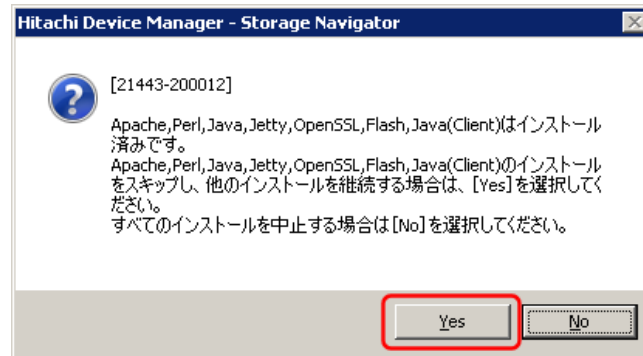 Hitachi Device Manager - Storage Navigator
[21443-200012]
Apache,Perl,Java,Jetty,OpenSSL,Flash,Java(Client)はインストール
済みです。
Apache,Perl,Java,Jetty,OpenSSL,Flash,Java(Client)のインストール
をスキップし、他のインストールを継続する場合は、[Yes]を選択してく
ださい。
すべてのインストールを中止する場合は[No]を選択してください。
Yes
No